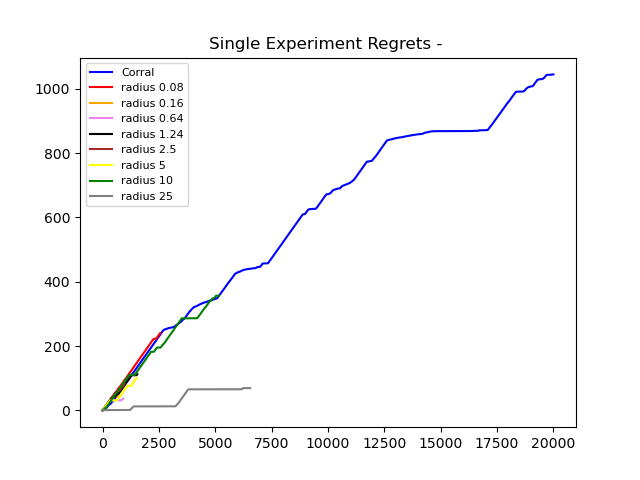 Single Experiment Regrets -
Corral
radius 0.08
radius 0.16
radius 0.64
radius 1.24
radius 2.5
radius 5
radius 10
radius 25
1000
800
600
400
200
0
0 2500 5000 7500 10000 12500 15000 17500 20000